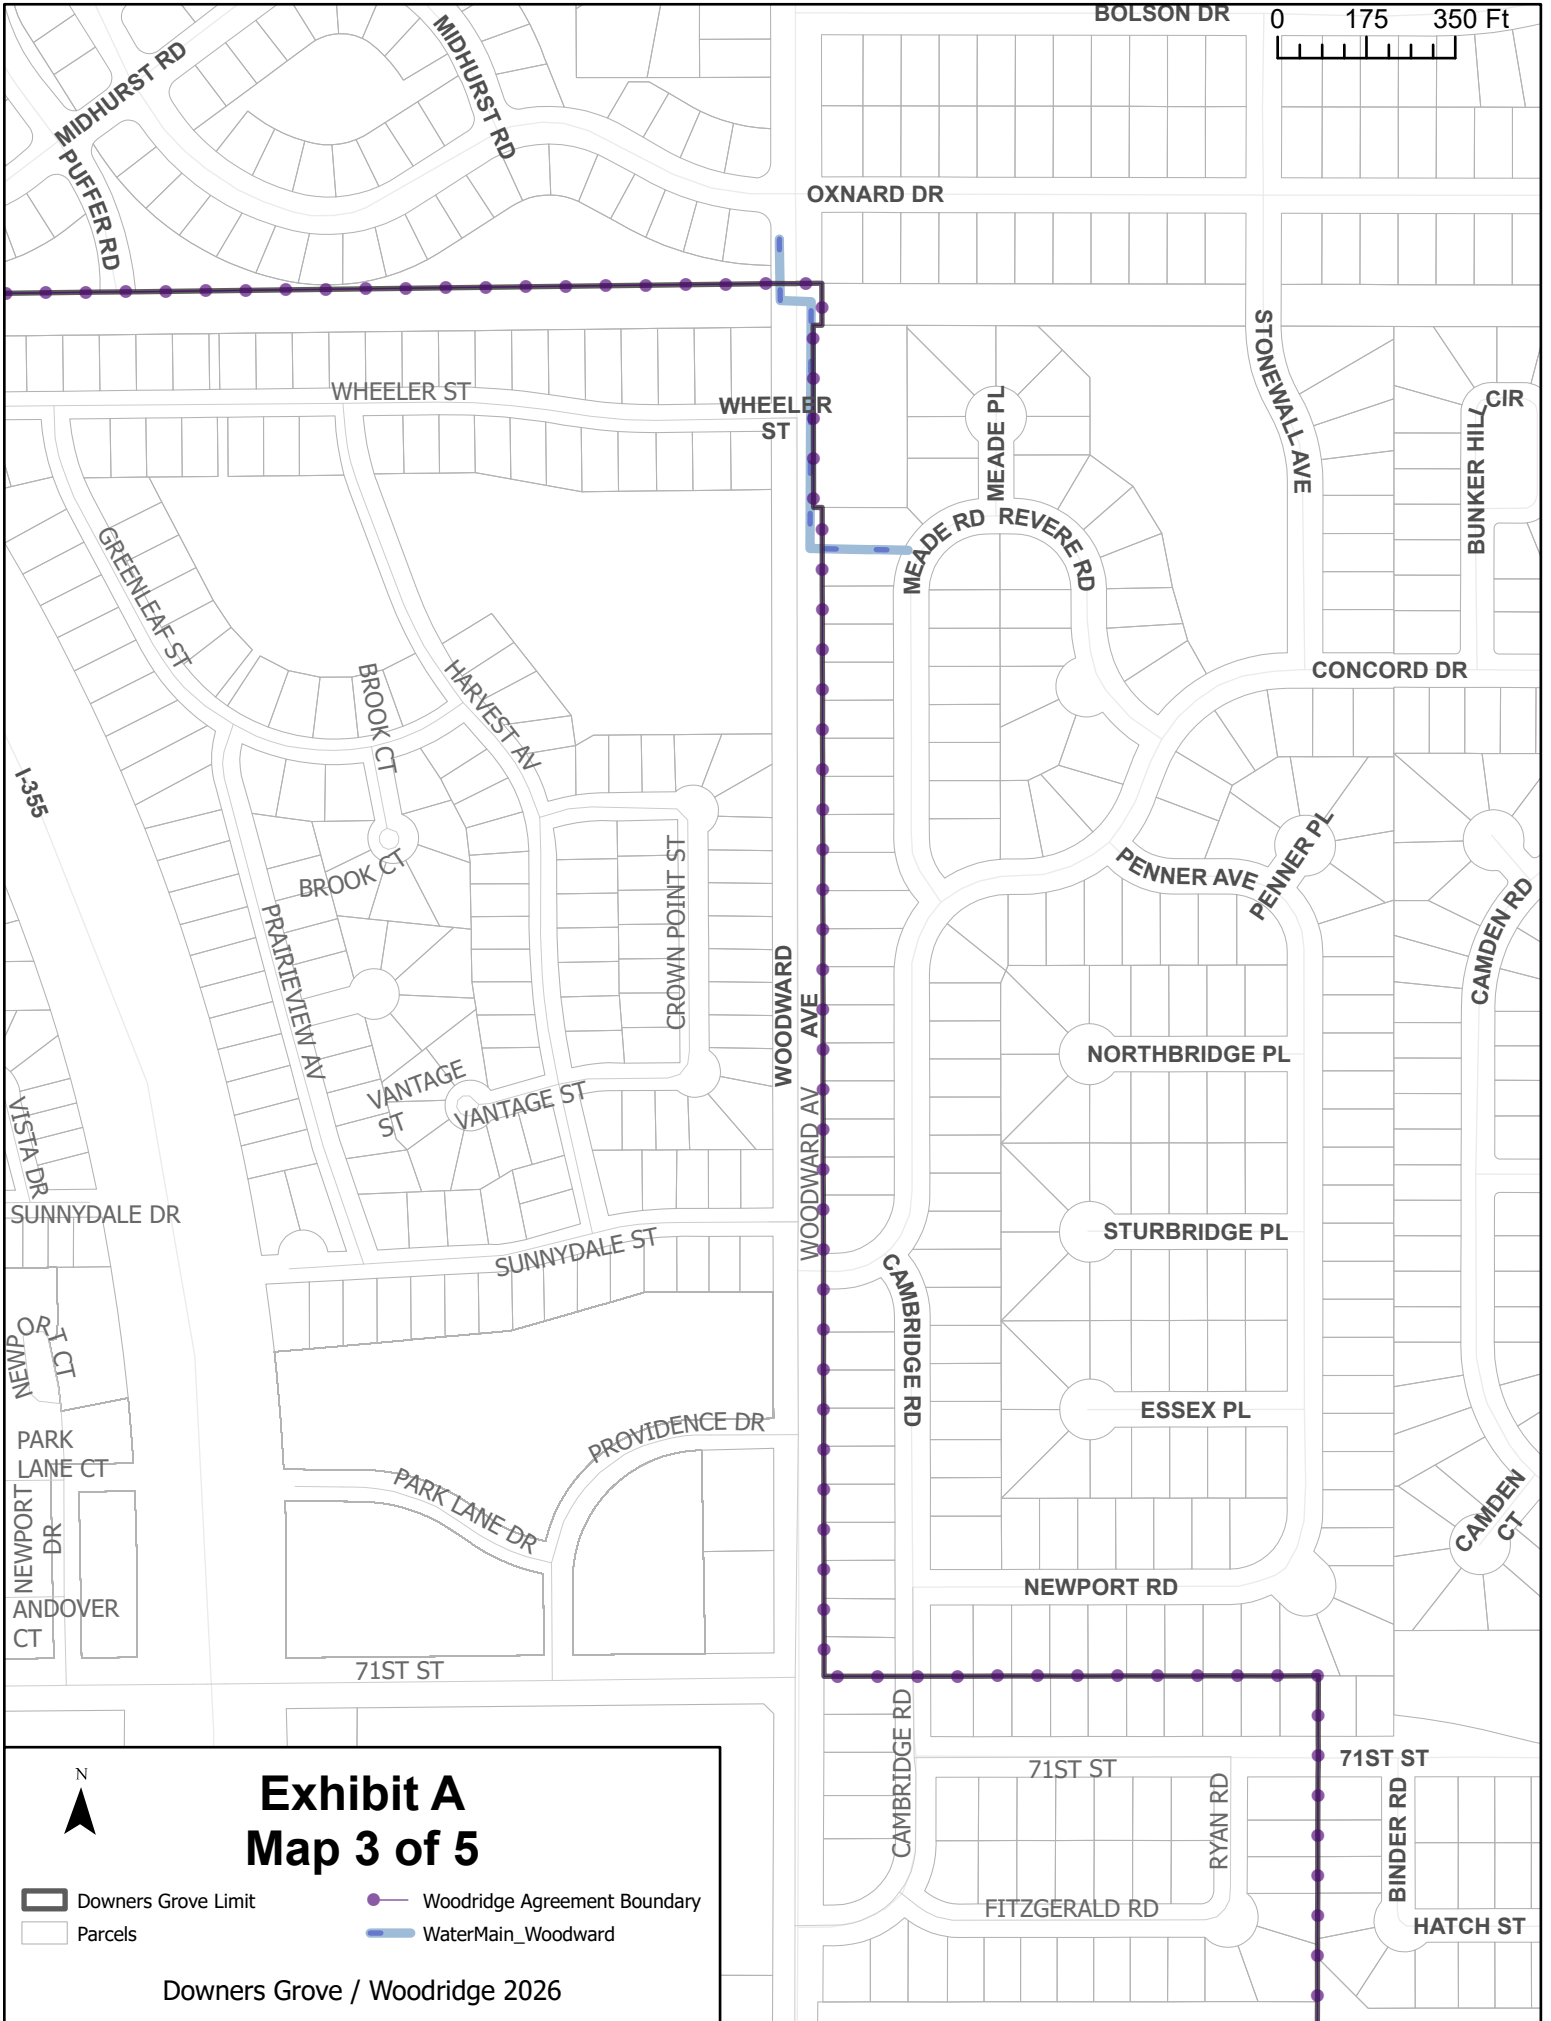 BOLSON DR
0 175 350 Ft
MIDHURST RD
MIDHURST RD
PUFFER RD
OXNARD DR
STONEWALL AVE
WHEELER ST
WHEELER
ST
MEADE PL
BUNKER HILL
CIR
MEADE RD
REVERE RD
GREENLEAF ST
BROOK CT
HARVEST AV
CONCORD DR
I-355
BROOK CT
CROWN POINT ST
PENNER AVE
PENNER PL
PRAIRIEVIEW AV
WOODWARD
AVE
CAMDEN RD
NORTHBRIDGE PL
VANTAGE
ST
VANTAGE ST
WOODWARD AV
VISTA DR
SUNNYDALE DR
SUNNYDALE ST
STURBRIDGE PL
CAMBRIDGE RD
NEWP
ORT CT
ESSEX PL
PROVIDENCE DR
PARK
LANE CT
PARK LANE DR
NEWPORT
DR
CAMDEN
CT
NEWPORT RD
ANDOVER
CT
71ST ST
CAMBRIDGE RD
71ST ST
71ST ST
RYAN RD
BINDER RD
FITZGERALD RD
HATCH ST
N
Exhibit A
Map 3 of 5
Downers Grove Limit
Woodridge Agreement Boundary
Parcels
WaterMain_Woodward
Downers Grove / Woodridge 2026